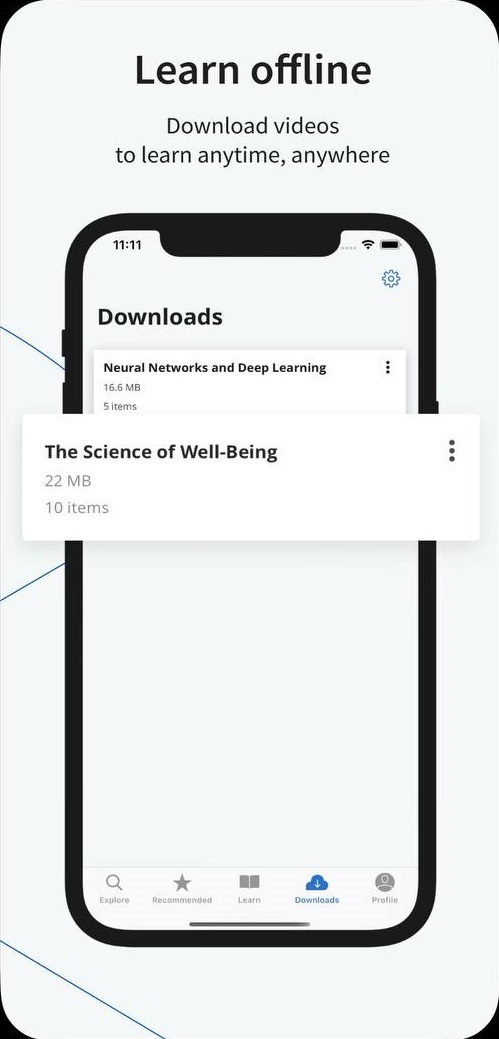 Learn offline
Download videos
to learn anytime, anywhere
11:11
Downloads
Neural Networks and Deep Learning
16.6 MB
5 items
The Science of Well-Being
22 MB
10 items
Explore Recommended Learn Downloads Profile